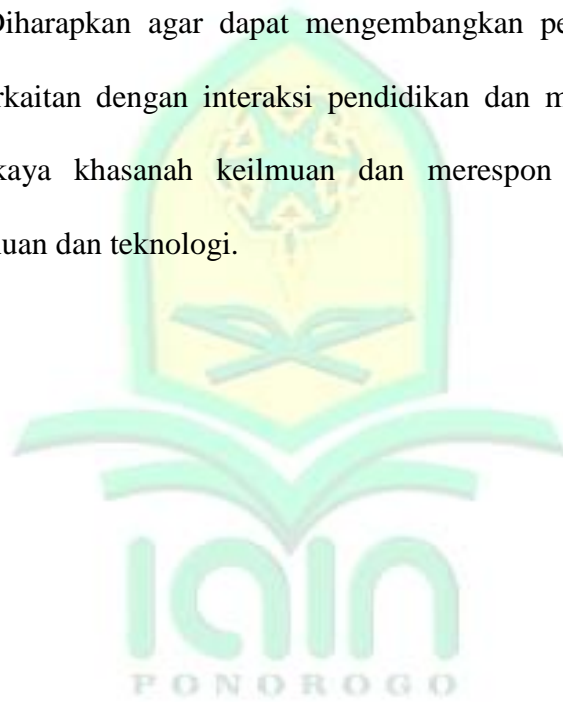 Diharapkan agar dapat mengembangkan
rkaitan dengan interaksi pendidikan dan
kaya khasanah keilmuan dan merespon
uan dan teknologi.
iain
PONOROGO